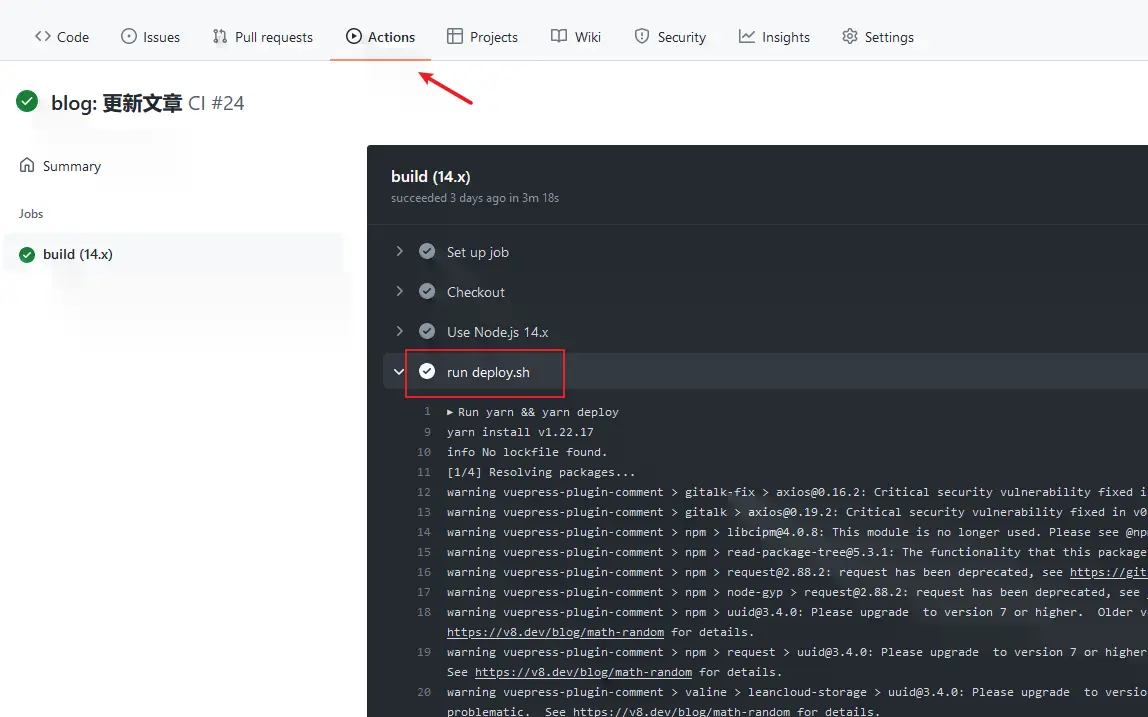 Code Issues Pull requests Actions Projects Wiki Security Insights Settings
blog: 更新文章 CI #24
Summary
Jobs
build (14.x)
build (14.x)
succeeded 3 days ago in 3m 18s
Set up job
Checkout
Use Node.js 14.x
run deploy.sh
1 ▸ Run yarn && yarn deploy
9 yarn install v1.22.17
10 info No lockfile found.
11 [1/4] Resolving packages...
12 warning vuepress-plugin-comment > gitalk-fix > axios@0.16.2: Critical security vulnerability fixed i
13 warning vuepress-plugin-comment > gitalk > axios@0.19.2: Critical security vulnerability fixed in v0
14 warning vuepress-plugin-comment > npm > libcipm@4.0.8: This module is no longer used. Please see @np
15 warning vuepress-plugin-comment > npm > read-package-tree@5.3.1: The functionality that this package
16 warning vuepress-plugin-comment > npm > request@2.88.2: request has been deprecated, see https://git
17 warning vuepress-plugin-comment > npm > node-gyp > request@2.88.2: request has been deprecated, see
18 warning vuepress-plugin-comment > npm > uuid@3.4.0: Please upgrade  to version 7 or higher.  Older v
https://v8.dev/blog/math-random for details.
19 warning vuepress-plugin-comment > npm > request > uuid@3.4.0: Please upgrade  to version 7 or higher
See https://v8.dev/blog/math-random for details.
20 warning vuepress-plugin-comment > valine > leancloud-storage > uuid@3.4.0: Please upgrade  to versio
problematic.  See https://v8.dev/blog/math-random for details.